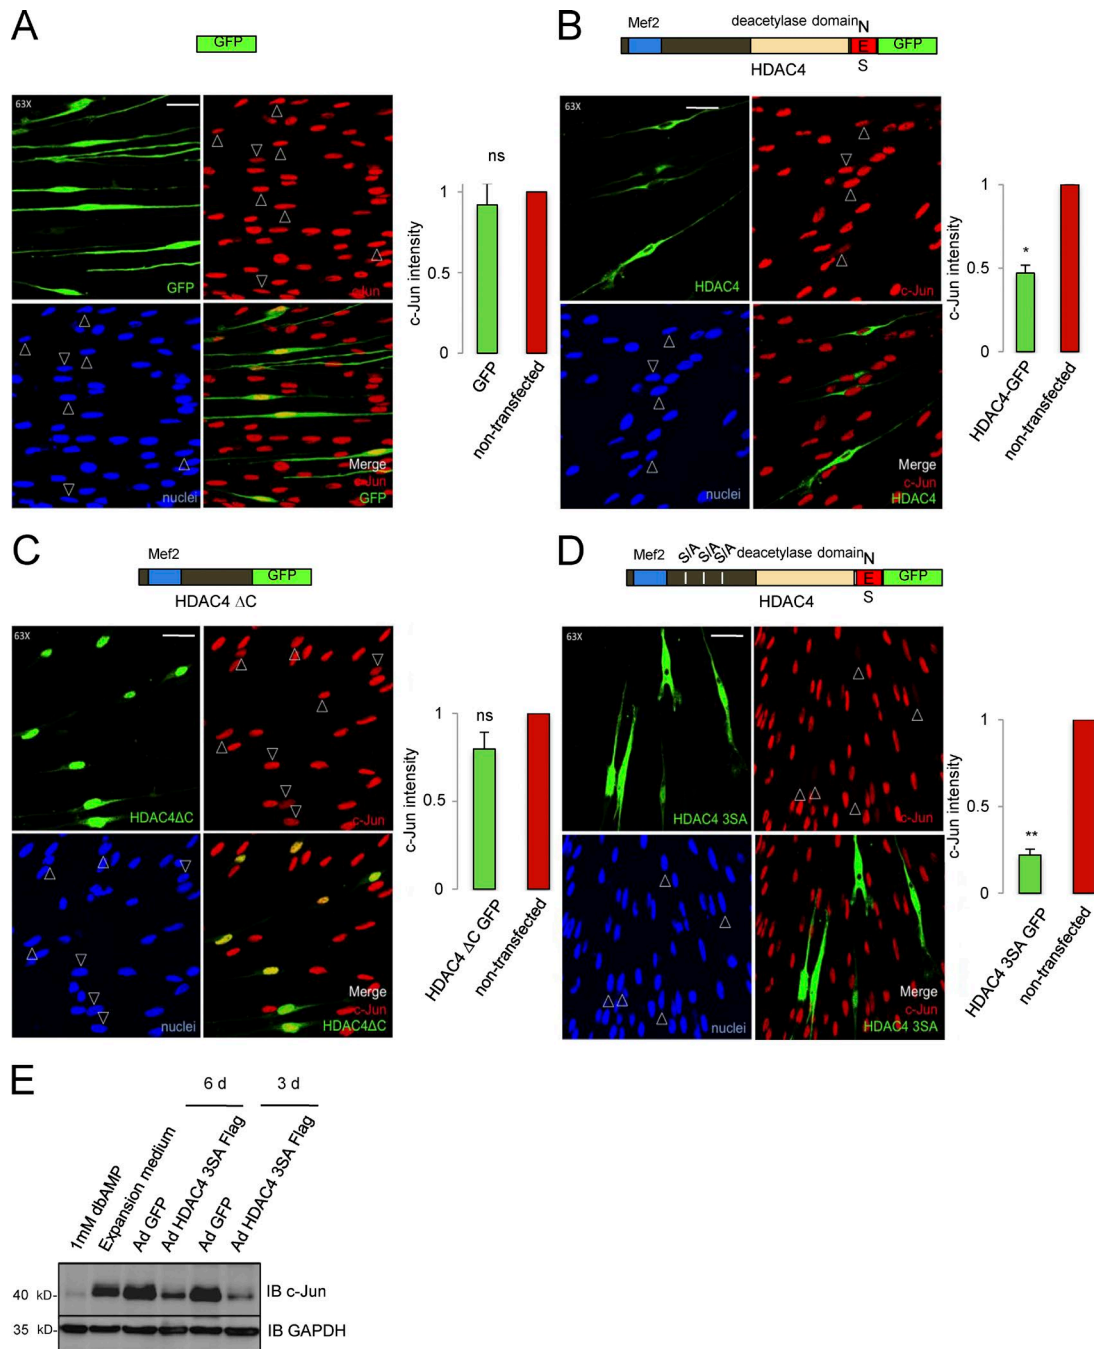 A
GFP
63X
GFP
c-Jun
nuclei
Merge
c-Jun
GFP
ns
1
0.5
0
c-Jun intensity
GFP
non-transfected
B
Mef2
deacetylase domain
N
E
S
GFP
HDAC4
63X
HDAC4
c-Jun
nuclei
Merge
c-Jun
HDAC4
1
0.5
0
*
c-Jun intensity
HDAC4-GFP
non-transfected
C
Mef2
GFP
HDAC4 ΔC
63X
HDAC4ΔC
c-Jun
nuclei
Merge
c-Jun
HDAC4ΔC
1
0.5
0
ns
c-Jun intensity
HDAC4 ΔC GFP
non-transfected
D
Mef2
S/A
S/A
S/A
deacetylase domain
N
E
S
GFP
HDAC4
63X
HDAC4 3SA
c-Jun
nuclei
Merge
c-Jun
HDAC4 3SA
1
0.5
0
**
c-Jun intensity
HDAC4 3SA GFP
non-transfected
E
6 d
3 d
1mM dbAMP
Expansion medium
Ad GFP
Ad HDAC4 3SA Flag
Ad GFP
Ad HDAC4 3SA Flag
40 kD-
IB c-Jun
35 kD-
IB GAPDH